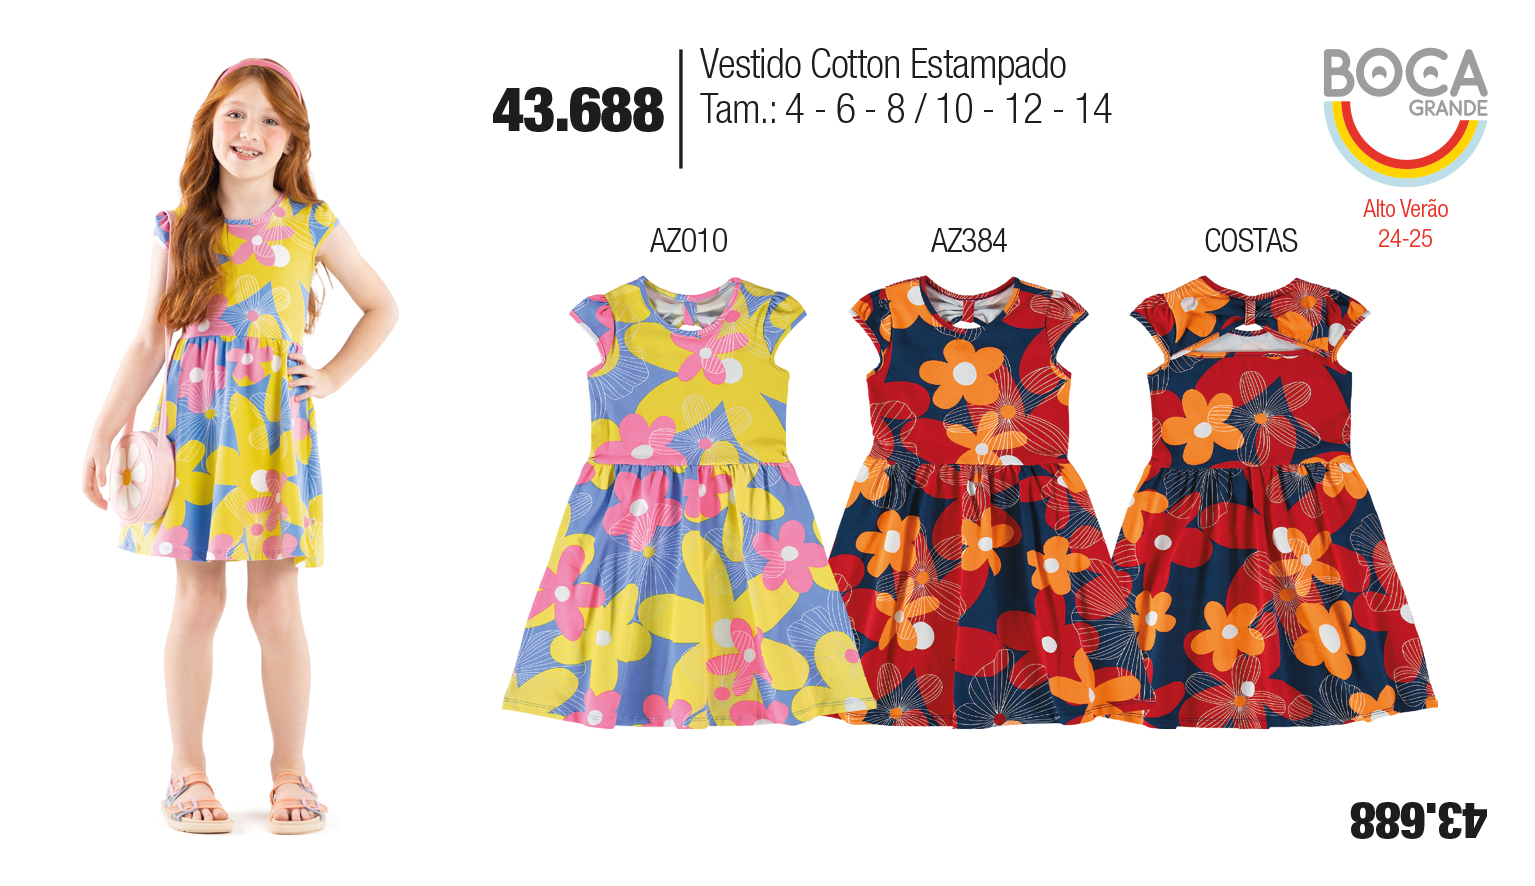 43.688
Vestido Cotton Estampado
Tam.: 4 - 6 - 8 / 10 - 12 - 14
BOCA
GRANDE
Alto Verão
24-25
AZ010
AZ384
COSTAS
43.688